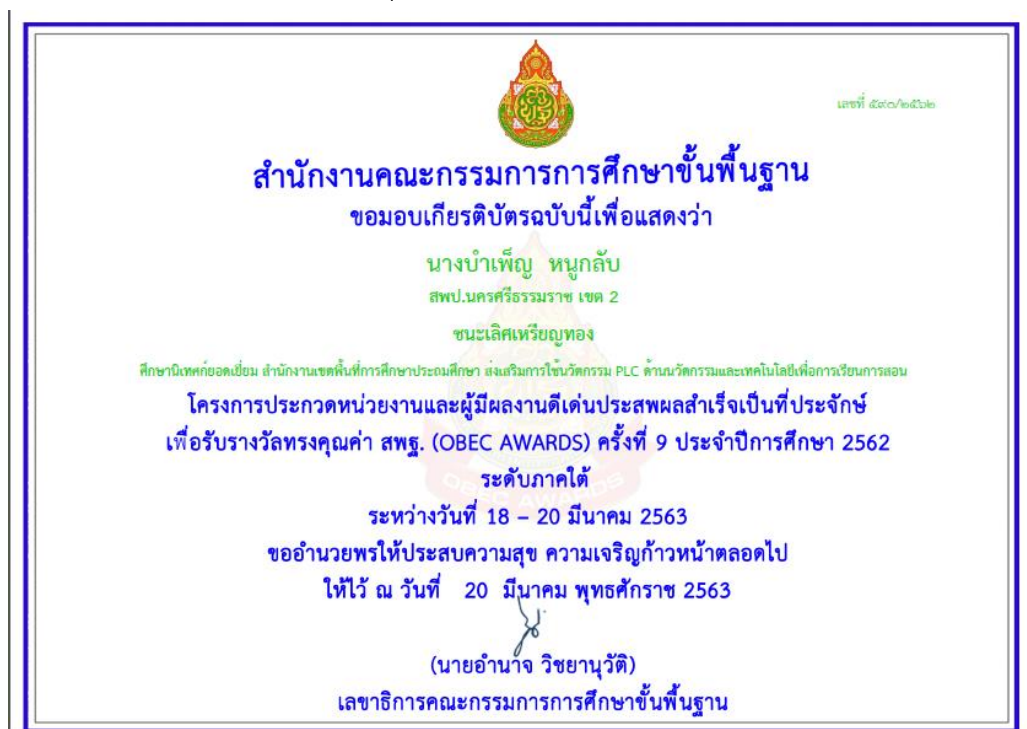 เลขที่ ๕๙๐/๒๕๖๒
สำนักงานคณะกรรมการการศึกษาขั้นพื้นฐาน
ขอมอบเกียรติบัตรฉบับนี้เพื่อแสดงว่า
นางบำเพ็ญ หนูกลับ
สพป.นครศรีธรรมราช เขต 2
ชนะเลิศเหรียญทอง
ศึกษานิเทศก์ยอดเยี่ยม สำนักงานเขตพื้นที่การศึกษาประถมศึกษา ส่งเสริมการใช้นวัตกรรม PLC ด้านนวัตกรรมและเทคโนโลยีเพื่อการเรียนการสอน
โครงการประกวดหน่วยงานและผู้มีผลงานดีเด่นประสพผลสำเร็จเป็นที่ประจักษ์
เพื่อรับรางวัลทรงคุณค่า สพฐ. (OBEC AWARDS) ครั้งที่ 9 ประจำปีการศึกษา 2562
ระดับภาคใต้
OBEC AWARDS
ระหว่างวันที่ 18 – 20 มีนาคม 2563
ขออำนวยพรให้ประสบความสุข ความเจริญก้าวหน้าตลอดไป
ให้ไว้ ณ วันที่ 20 มีนาคม พุทธศักราช 2563
(นายอำนาจ วิชยานุวัติ)
เลขาธิการคณะกรรมการการศึกษาขั้นพื้นฐาน